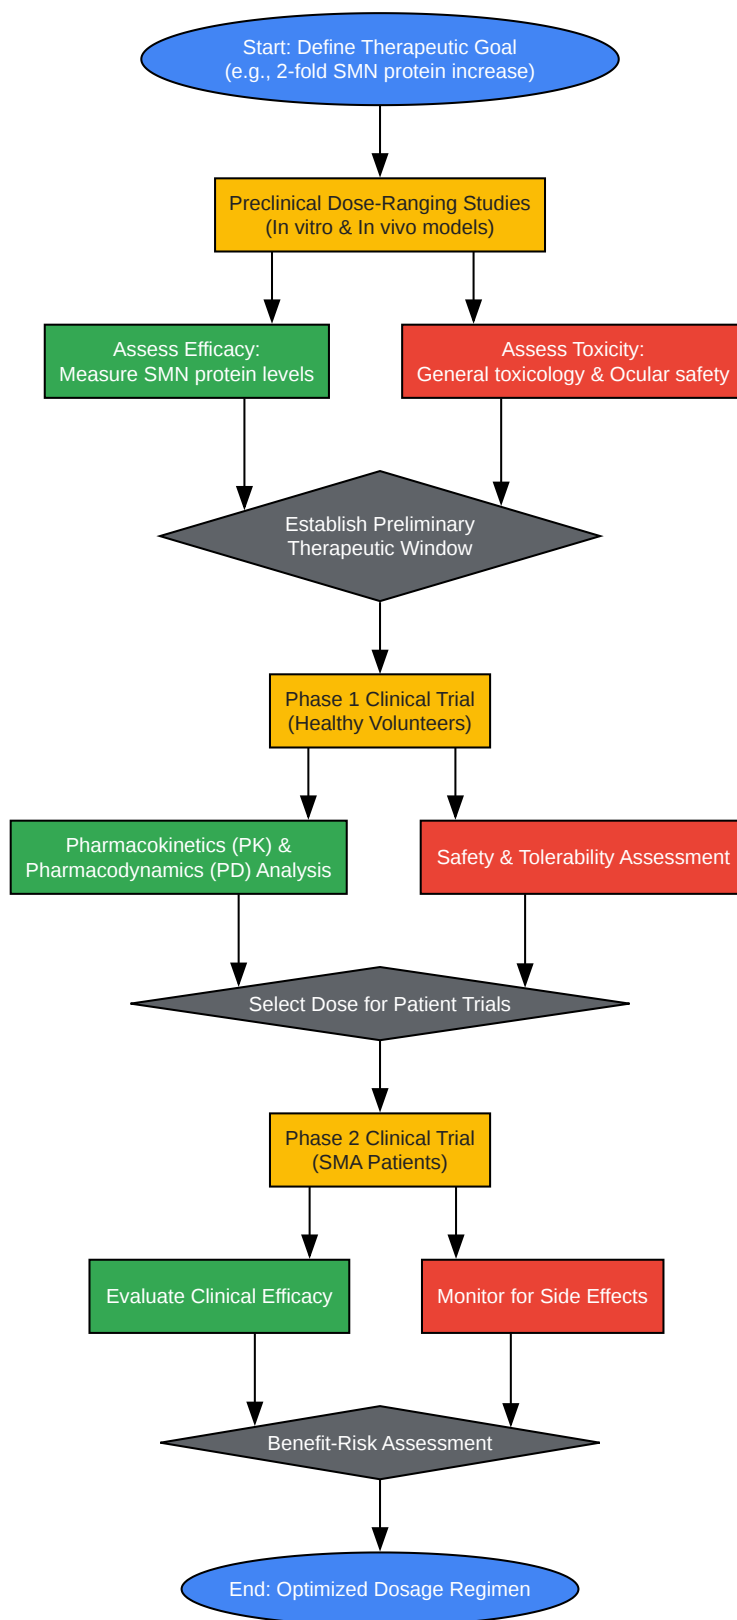 Start: Define Therapeutic Goal
(e.g., 2-fold SMN protein increase)
Preclinical Dose-Ranging Studies
(In vitro & In vivo models)
Assess Efficacy:
Measure SMN protein levels
Assess Toxicity:
General toxicology & Ocular safety
Establish Preliminary
Therapeutic Window
Phase 1 Clinical Trial
(Healthy Volunteers)
Pharmacokinetics (PK) &
Pharmacodynamics (PD) Analysis
Safety & Tolerability Assessment
Select Dose for Patient Trials
Phase 2 Clinical Trial
(SMA Patients)
Evaluate Clinical Efficacy
Monitor for Side Effects
Benefit-Risk Assessment
End: Optimized Dosage Regimen